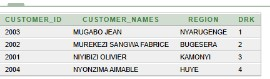 CUSTOMER_ID CUSTOMER_NAMES REGION DRK
2003 MUGABO JEAN NYARUGENGE 1
2002 MUREKEZI SANGWA FABRICE BUGESERA 2
2001 NIYIBIZI OLIVIER KAMONYI 3
2004 NYONZIMA AIMABLE HUYE 4